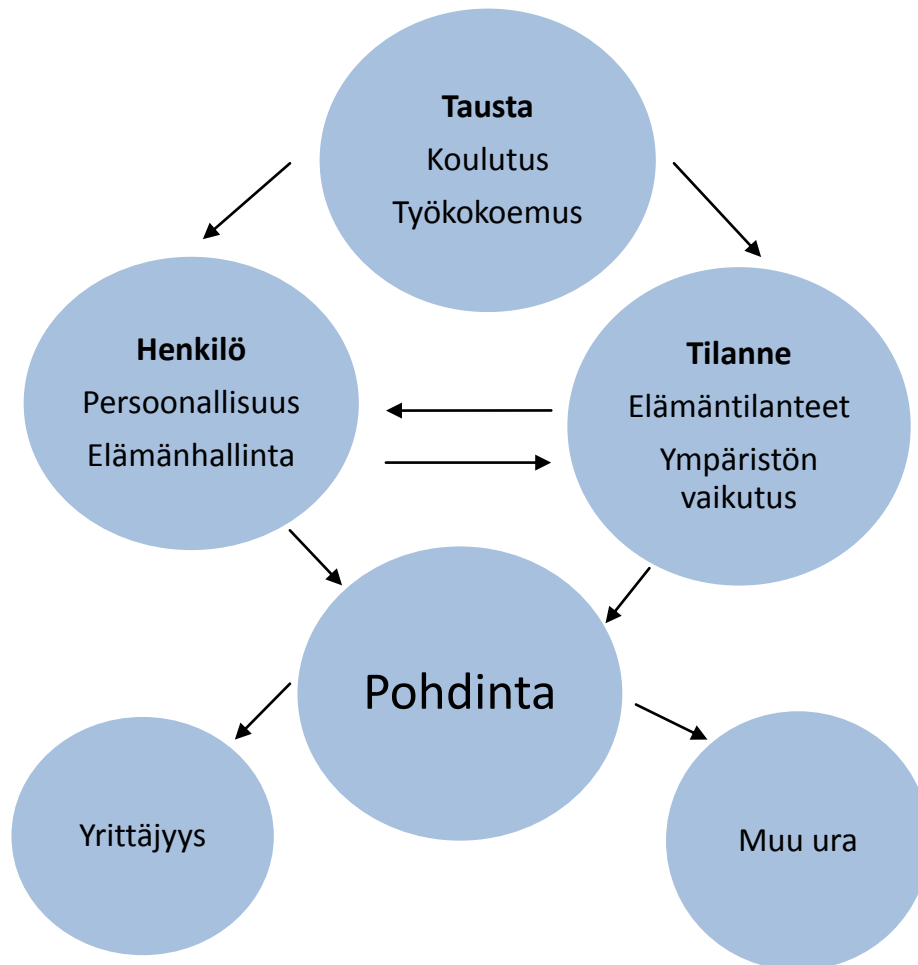 Tausta
Koulutus
Työkokoemus
Henkilö
Persoonallisuus
Elämänhallinta
Tilanne
Elämäntilanteet
Ympäristön
vaikutus
Pohdinta
Yrittäjyys
Muu ura